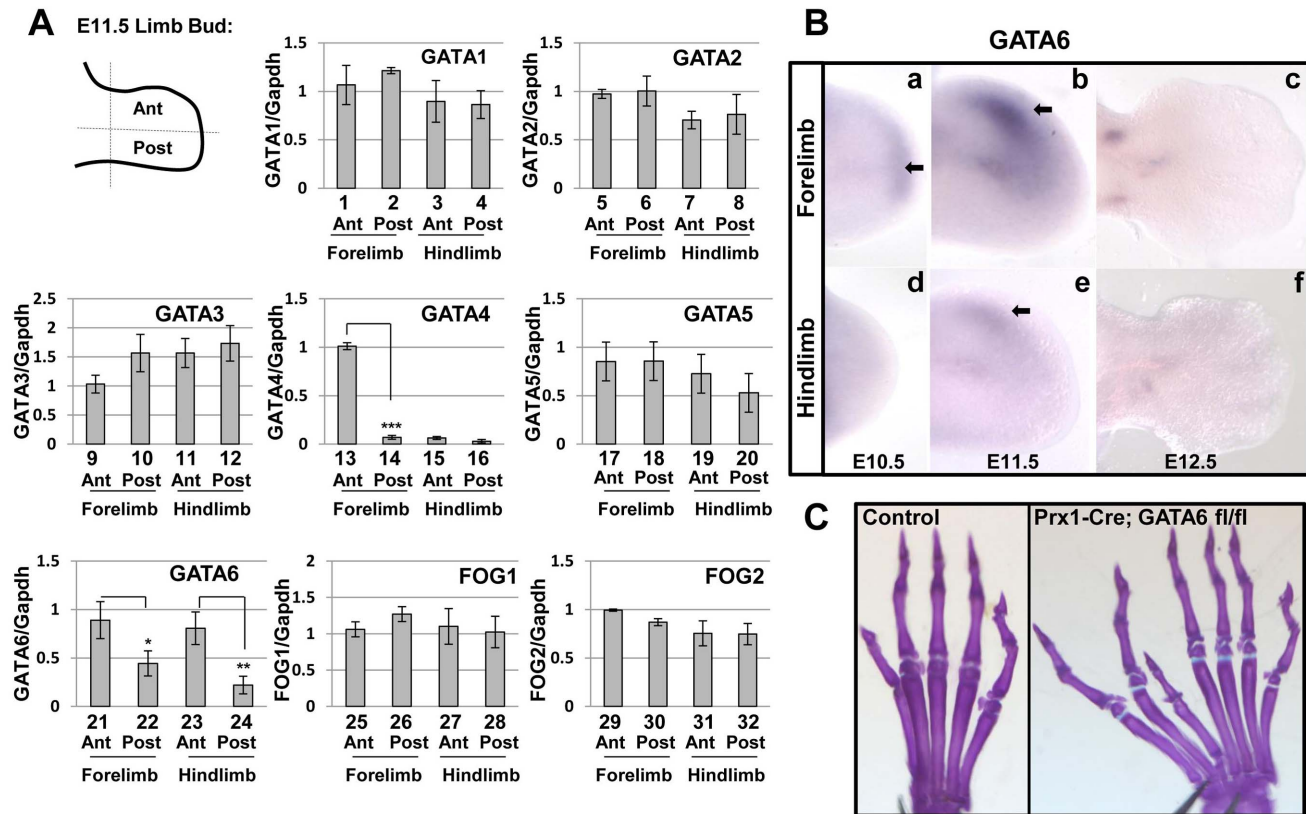 A E11.5 Limb Bud:
Ant
Post
GATA1
GATA1/Gapdh
1.5
1
0.5
0
1 2 3 4
Ant Post Ant Post
Forelimb Hindlimb
GATA2
GATA2/Gapdh
1.5
1
0.5
0
5 6 7 8
Ant Post Ant Post
Forelimb Hindlimb
GATA3
GATA3/Gapdh
2.5
2
1.5
1
0.5
0
9 10 11 12
Ant Post Ant Post
Forelimb Hindlimb
GATA4
GATA4/Gapdh
1.5
1
0.5
0
***
13 14 15 16
Ant Post Ant Post
Forelimb Hindlimb
GATA5
GATA5/Gapdh
1.5
1
0.5
0
17 18 19 20
Ant Post Ant Post
Forelimb Hindlimb
GATA6
GATA6/Gapdh
1.5
1
0.5
0
* **
21 22 23 24
Ant Post Ant Post
Forelimb Hindlimb
FOG1
FOG1/Gapdh
2
1.5
1
0.5
0
25 26 27 28
Ant Post Ant Post
Forelimb Hindlimb
FOG2
FOG2/Gapdh
1.5
1
0.5
0
29 30 31 32
Ant Post Ant Post
Forelimb Hindlimb
B
GATA6
Forelimb
a b c
Hindlimb
d e f
E10.5 E11.5 E12.5
C
Control Prx1-Cre; GATA6 fl/fl